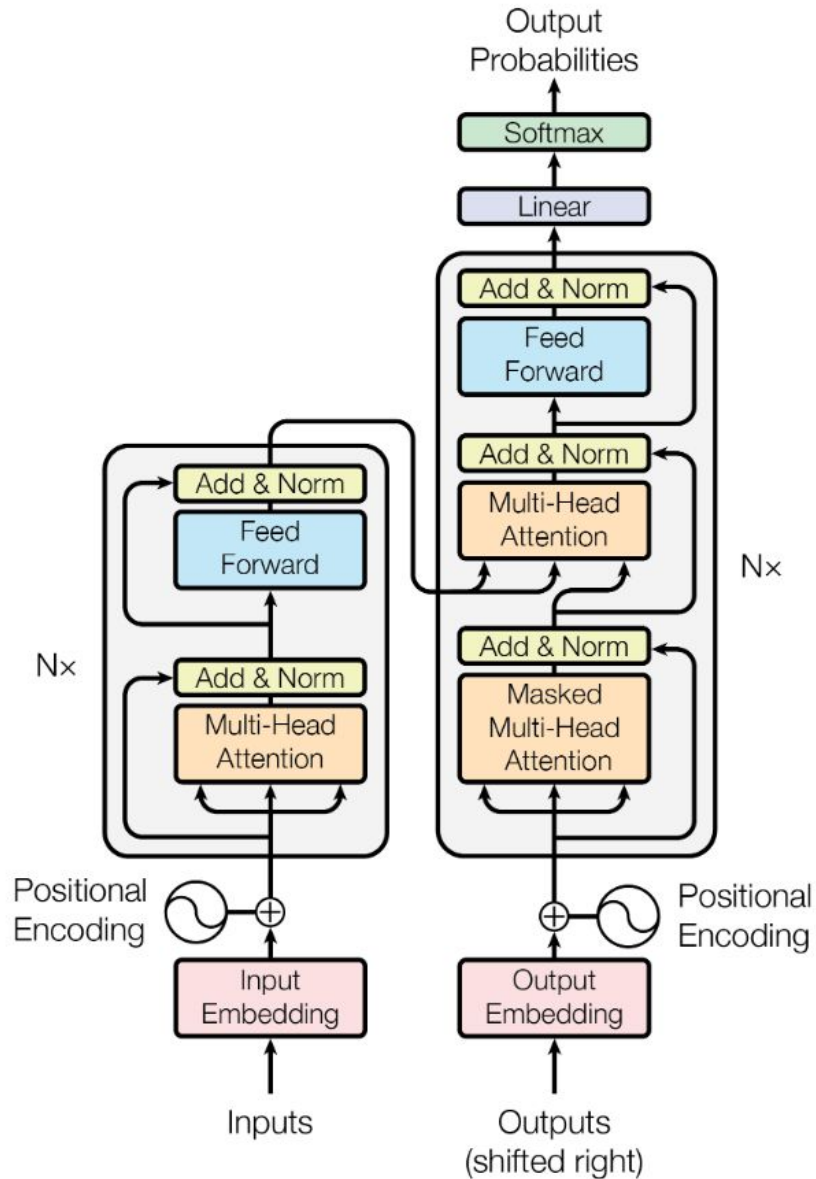 Output
Probabilities
Softmax
Linear
Add & Norm
Feed
Forward
Add & Norm
Multi-Head
Attention
Add & Norm
Masked
Multi-Head
Attention
N×
Add & Norm
Feed
Forward
Add & Norm
Multi-Head
Attention
N×
Positional
Encoding
Positional
Encoding
Input
Embedding
Output
Embedding
Inputs
Outputs
(shifted right)